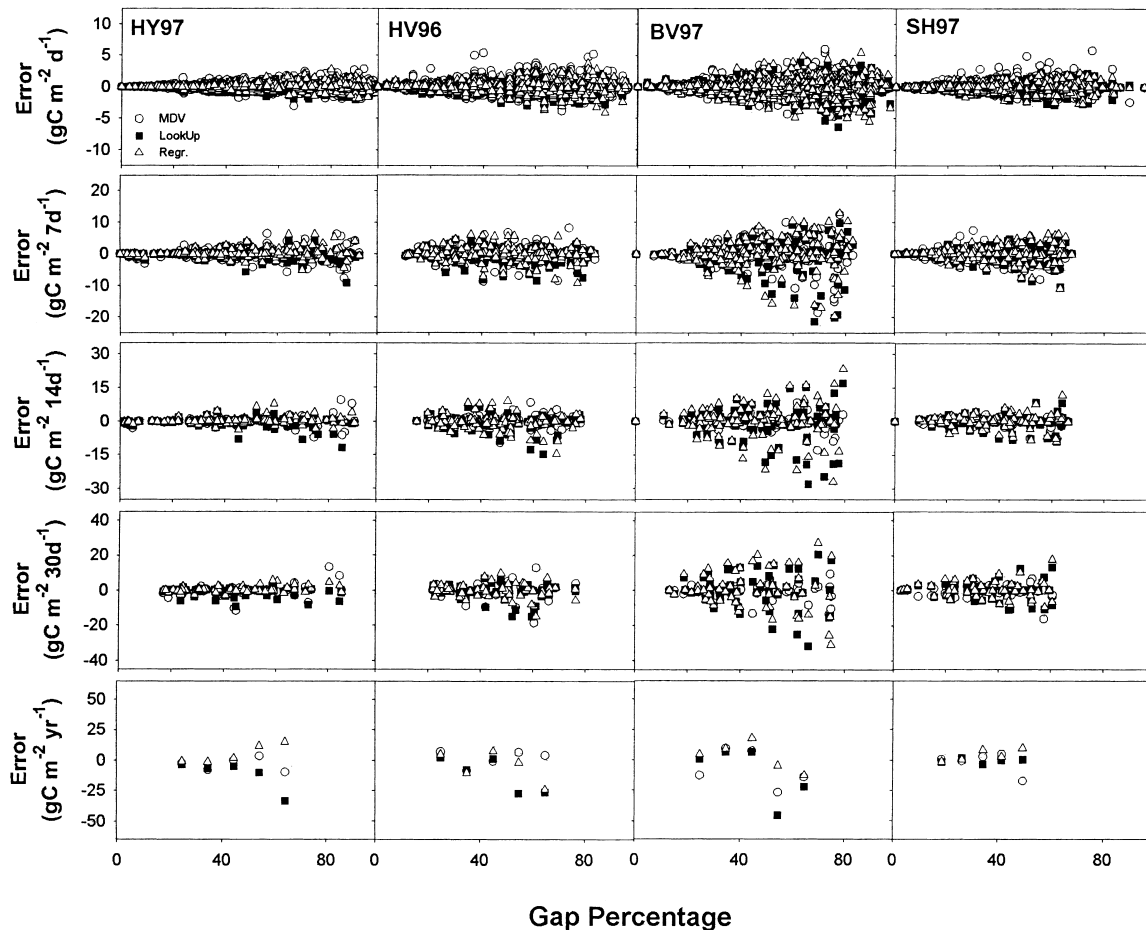 HY97 HV96 BV97 SH97
Error (gC m⁻² d⁻¹)
10
5
0
-5
-10
MDV
LookUp
Regr.
Error (gC m⁻² 7d⁻¹)
20
10
0
-10
-20
Error (gC m⁻² 14d⁻¹)
30
15
0
-15
-30
Error (gC m⁻² 30d⁻¹)
40
20
0
-20
-40
Error (gC m⁻² yr⁻¹)
50
25
0
-25
-50
0 40 80 0 40 80 0 40 80 0 40 80
Gap Percentage